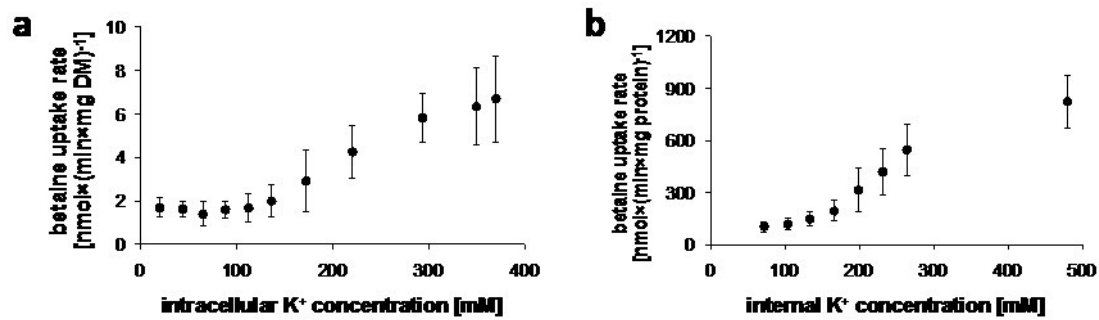 a
betaine uptake rate
[nmol×(min×mg DM)⁻¹]
10
8
6
4
2
0
0 100 200 300 400
intracellular K⁺ concentration [mM]
b
betaine uptake rate
[nmol×(min×mg protein)⁻¹]
1200
900
600
300
0
0 100 200 300 400 500
internal K⁺ concentration [mM]